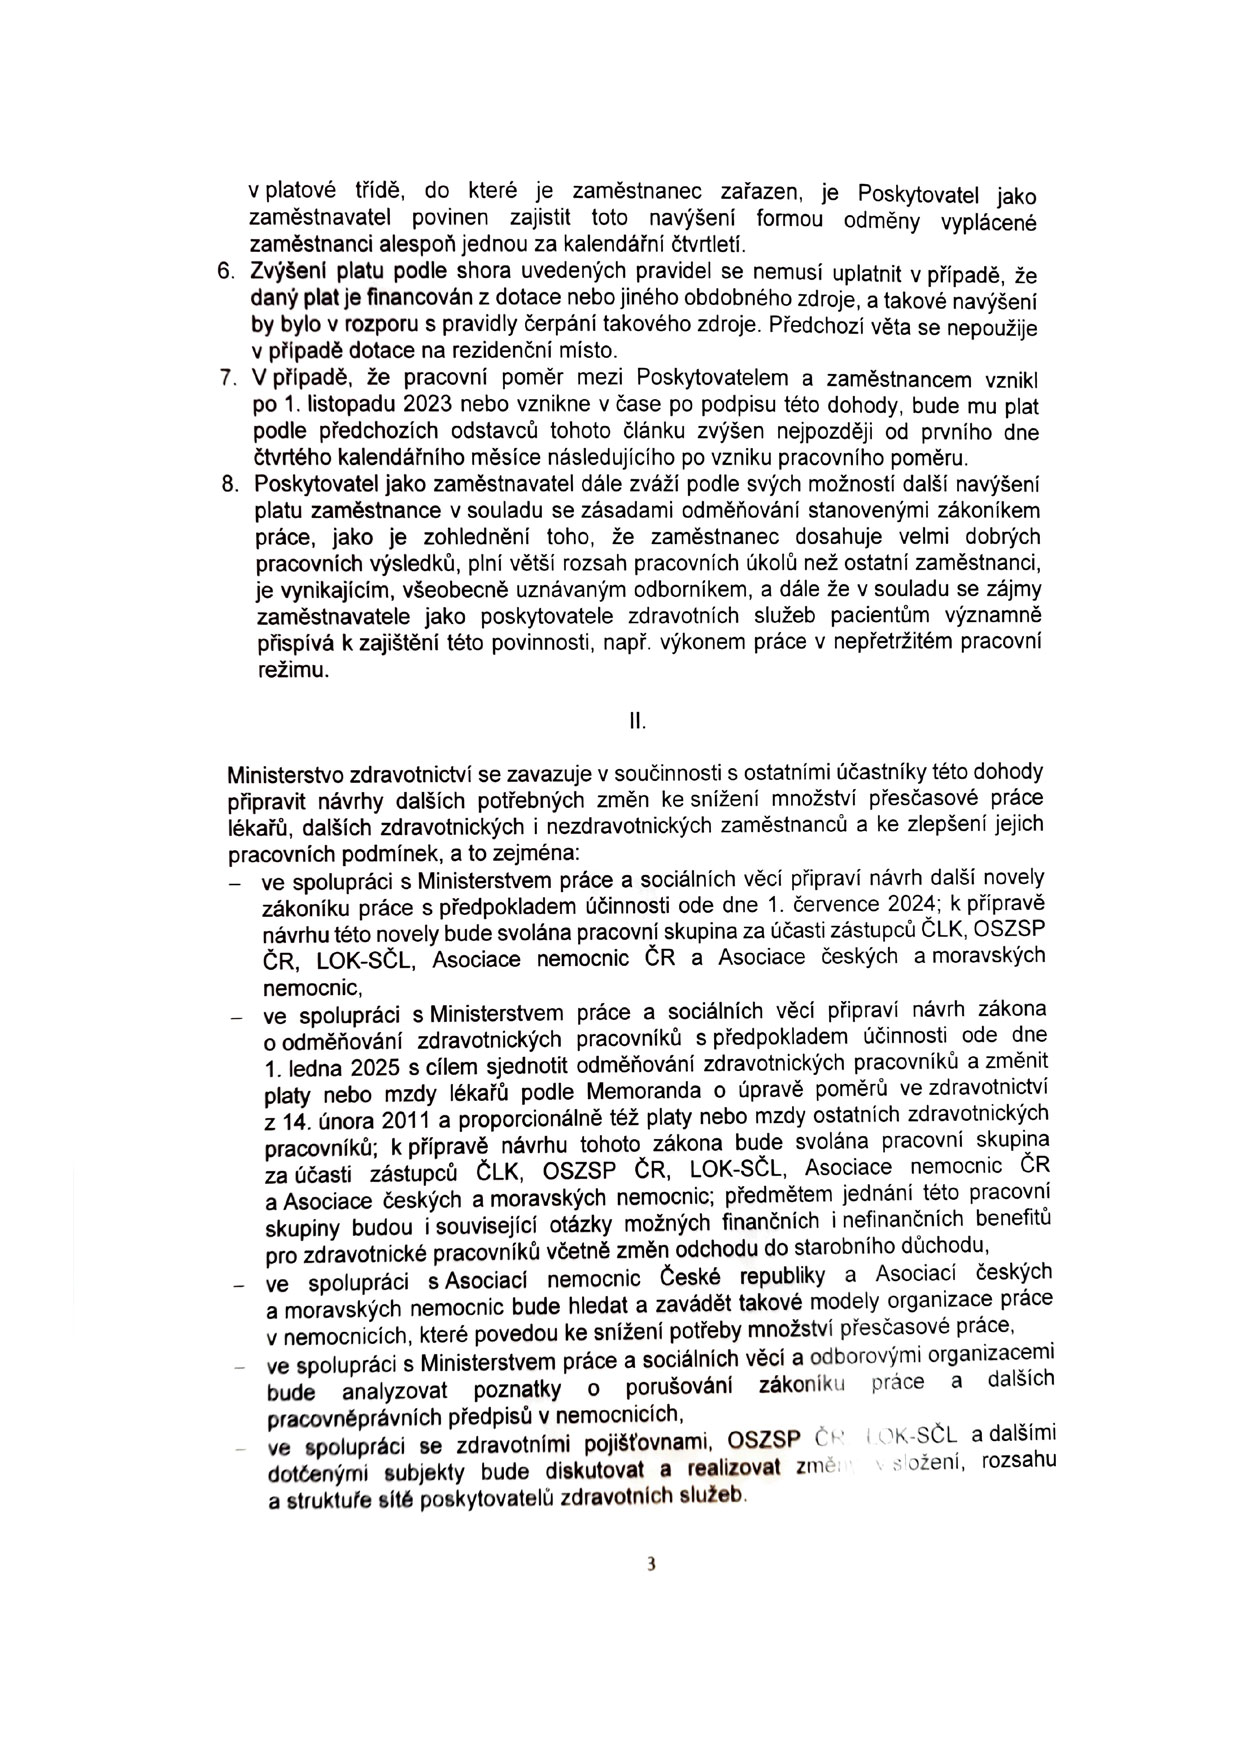 v platové třídě, do které je zaměstnanec zařazen, je Poskytovatel jako
zaměstnavatel povinen zajistit toto navýšení formou odměny vyplácené
zaměstnanci alespoň jednou za kalendářní čtvrtletí.
6. Zvýšení platu podle shora uvedených pravidel se nemusí uplatnit v případě, že
daný plat je financován z dotace nebo jiného obdobného zdroje, a takové navýšení
by bylo v rozporu s pravidly čerpání takového zdroje. Předchozí věta se nepoužije
v případě dotace na rezidenční místo.
7. V případě, že pracovní poměr mezi Poskytovatelem a zaměstnancem vznikl
po 1. listopadu 2023 nebo vznikne v čase po podpisu této dohody, bude mu plat
podle předchozích odstavců tohoto článku zvýšen nejpozději od prvního dne
čtvrtého kalendářního měsíce následujícího po vzniku pracovního poměru.
8. Poskytovatel jako zaměstnavatel dále zváží podle svých možností další navýšení
platu zaměstnance v souladu se zásadami odměňování stanovenými zákoníkem
práce, jako je zohlednění toho, že zaměstnanec dosahuje velmi dobrých
pracovních výsledků, plní větší rozsah pracovních úkolů než ostatní zaměstnanci,
je vynikajícím, všeobecně uznávaným odborníkem, a dále že v souladu se zájmy
zaměstnavatele jako poskytovatele zdravotních služeb pacientům významně
přispívá k zajištění této povinnosti, např. výkonem práce v nepřetržitém pracovní
režimu.
II.
Ministerstvo zdravotnictví se zavazuje v součinnosti s ostatními účastníky této dohody
připravit návrhy dalších potřebných změn ke snížení množství přesčasové práce
lékařů, dalších zdravotnických i nezdravotnických zaměstnanců a ke zlepšení jejich
pracovních podmínek, a to zejména:
– ve spolupráci s Ministerstvem práce a sociálních věcí připraví návrh další novely
zákoníku práce s předpokladem účinnosti ode dne 1. července 2024; k přípravě
návrhu této novely bude svolána pracovní skupina za účasti zástupců ČLK, OSZSP
ČR, LOK-SČL, Asociace nemocnic ČR a Asociace českých a moravských
nemocnic,
– ve spolupráci s Ministerstvem práce a sociálních věcí připraví návrh zákona
o odměňování zdravotnických pracovníků s předpokladem účinnosti ode dne
1. ledna 2025 s cílem sjednotit odměňování zdravotnických pracovníků a změnit
platy nebo mzdy lékařů podle Memoranda o úpravě poměrů ve zdravotnictví
z 14. února 2011 a proporcionálně též platy nebo mzdy ostatních zdravotnických
pracovníků; k přípravě návrhu tohoto zákona bude svolána pracovní skupina
za účasti zástupců ČLK, OSZSP ČR, LOK-SČL, Asociace nemocnic ČR
a Asociace českých a moravských nemocnic; předmětem jednání této pracovní
skupiny budou i související otázky možných finančních i nefinančních benefitů
pro zdravotnické pracovníků včetně změn odchodu do starobního důchodu,
– ve spolupráci s Asociací nemocnic České republiky a Asociací českých
a moravských nemocnic bude hledat a zavádět takové modely organizace práce
v nemocnicích, které povedou ke snížení potřeby množství přesčasové práce,
– ve spolupráci s Ministerstvem práce a sociálních věcí a odborovými organizacemi
bude analyzovat poznatky o porušování zákoníku práce a dalších
pracovněprávních předpisů v nemocnicích,
– ve spolupráci se zdravotními pojišťovnami, OSZSP ČR LOK-SČL a dalšími
dotčenými subjekty bude diskutovat a realizovat v složení, rozsahu
a struktuře sítě poskytovatelů zdravotních služeb.
3